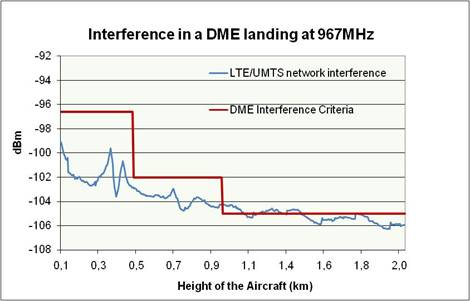 Interference in a DME landing at 967MHz
-92
-94
-96
-98
-100
-102
-104
-106
-108
dBm
LTE/UMTS network interference
DME Interference Criteria
0,1 0,3 0,5 0,7 0,9 1,1 1,4 1,6 1,8 2,0
Height of the Aircraft (km)